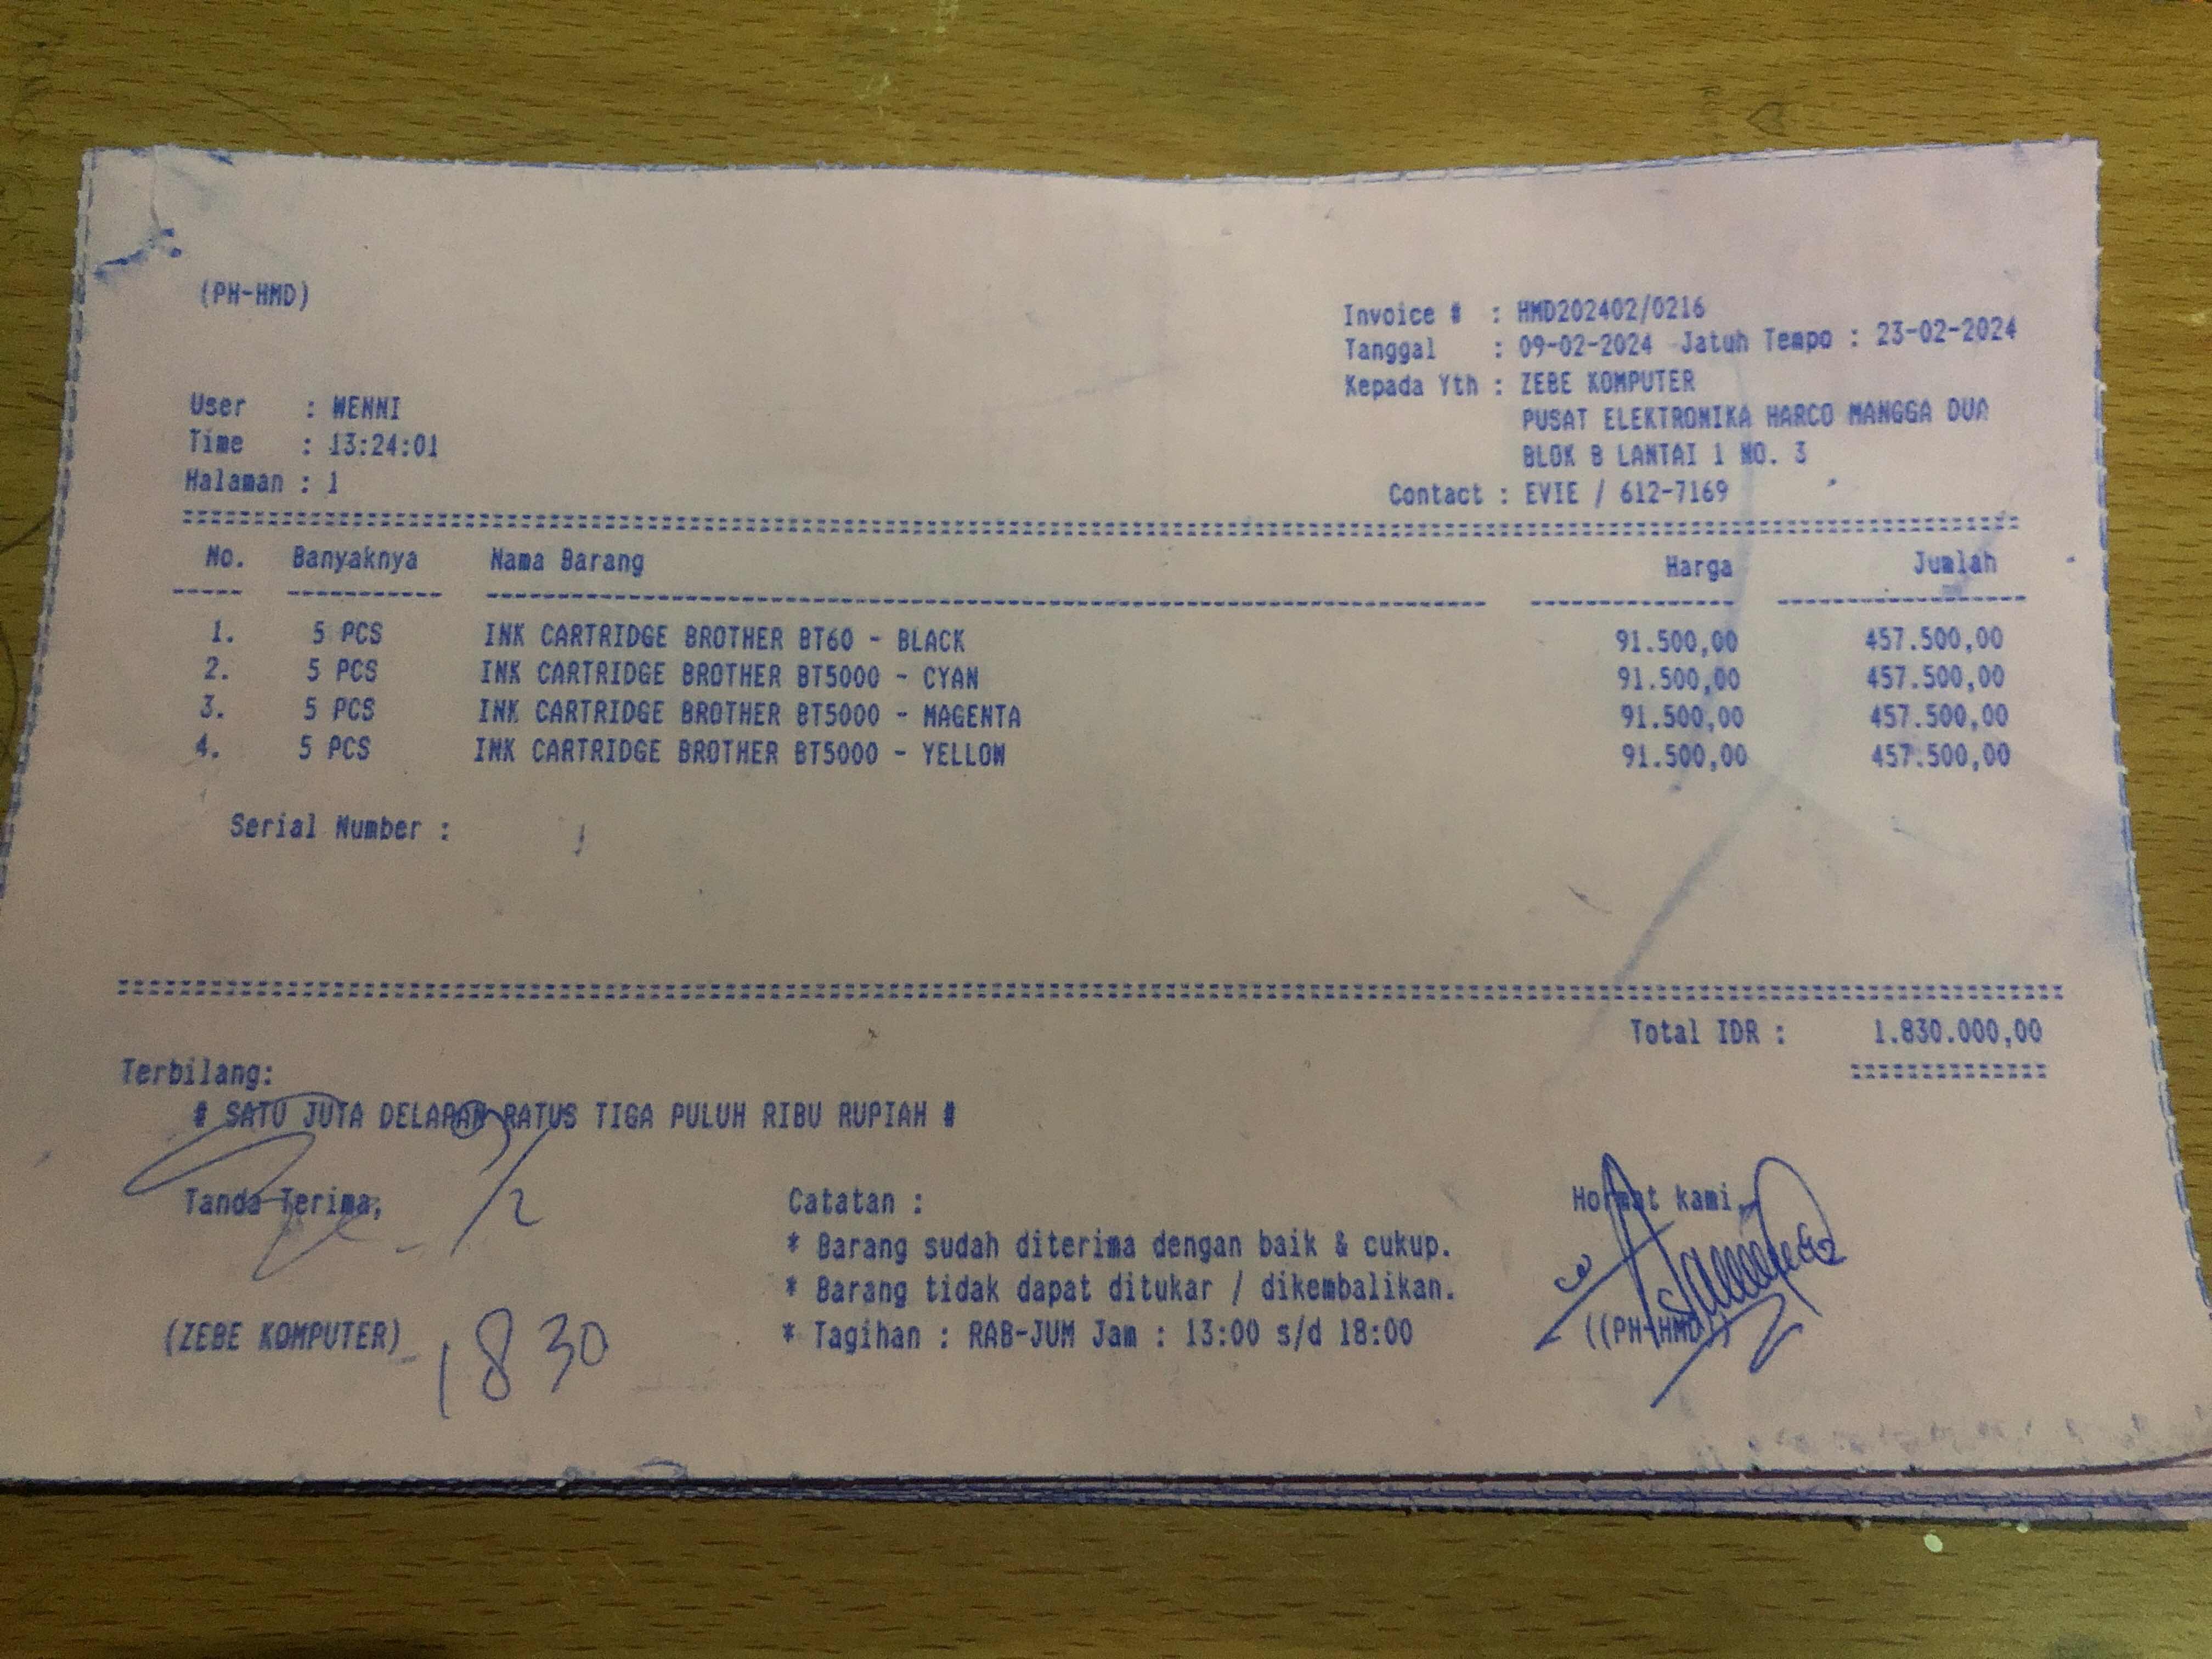 (PH-HMD)
Invoice # : HMD202402/0216
Tanggal : 09-02-2024 Jatuh Tempo : 23-02-2024
Kepada Yth : ZEBE KOMPUTER
PUSAT ELEKTRONIKA HARCO MANGGA DUA
BLOK B LANTAI 1 NO. 3
Contact : EVIE / 612-7169
User : WENNI
Time : 13:24:01
Halaman : 1
No. Banyaknya Nama Barang Harga Jumlah
1. 5 PCS INK CARTRIDGE BROTHER BT60 - BLACK 91.500,00 457.500,00
2. 5 PCS INK CARTRIDGE BROTHER BT5000 - CYAN 91.500,00 457.500,00
3. 5 PCS INK CARTRIDGE BROTHER BT5000 - MAGENTA 91.500,00 457.500,00
4. 5 PCS INK CARTRIDGE BROTHER BT5000 - YELLOW 91.500,00 457.500,00
Serial Number :
Total IDR : 1.830.000,00
Terbilang:
# SATU JUTA DELAPAN RATUS TIGA PULUH RIBU RUPIAH #
Tanda Terima,
9/2
Catatan :
* Barang sudah diterima dengan baik & cukup.
* Barang tidak dapat ditukar / dikembalikan.
* Tagihan : RAB-JUM Jam : 13:00 s/d 18:00
Hormat kami,
((PH-HMD))
(ZEBE KOMPUTER)
1830